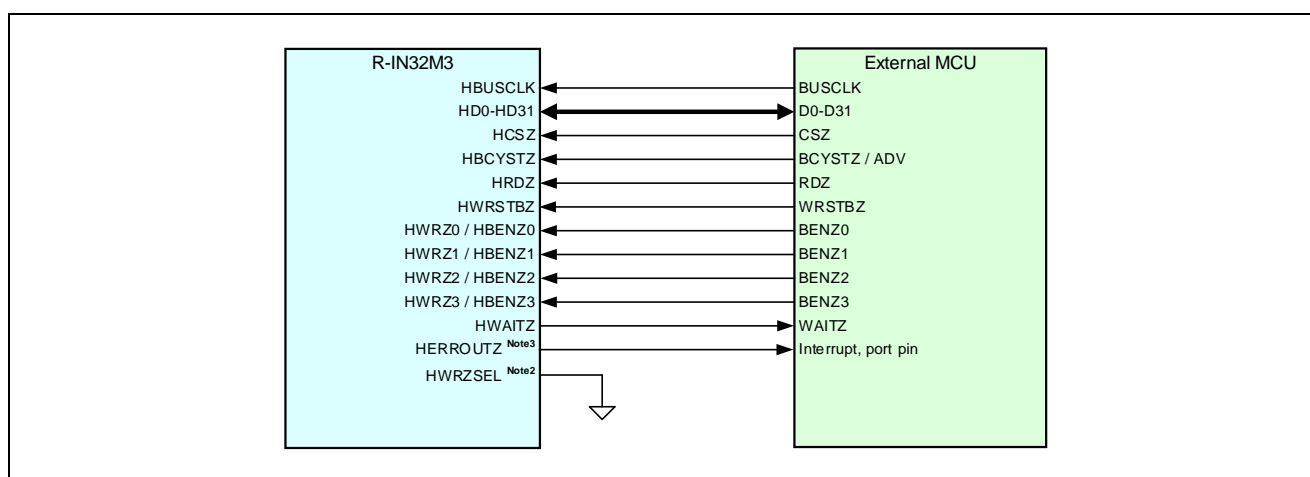 R-IN32M3 External MCU
HBUSCLK BUSCLK
HD0-HD31 D0-D31
HCSZ CSZ
HBCYSTZ BCYSTZ / ADV
HRDZ RDZ
HWRSTBZ WRSTBZ
HWRZ0 / HBENZ0 BENZ0
HWRZ1 / HBENZ1 BENZ1
HWRZ2 / HBENZ2 BENZ2
HWRZ3 / HBENZ3 BENZ3
HWAITZ WAITZ
HERROUTZ Note3 Interrupt, port pin
HWRZSEL Note2